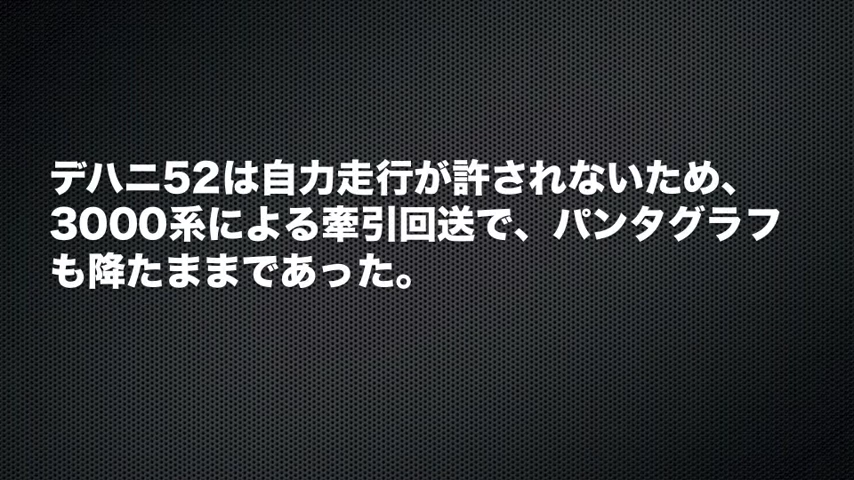 デハニ52は自力走行が許されないため、
3000系による牽引回送で、パンタグラフ
も降たままであった。